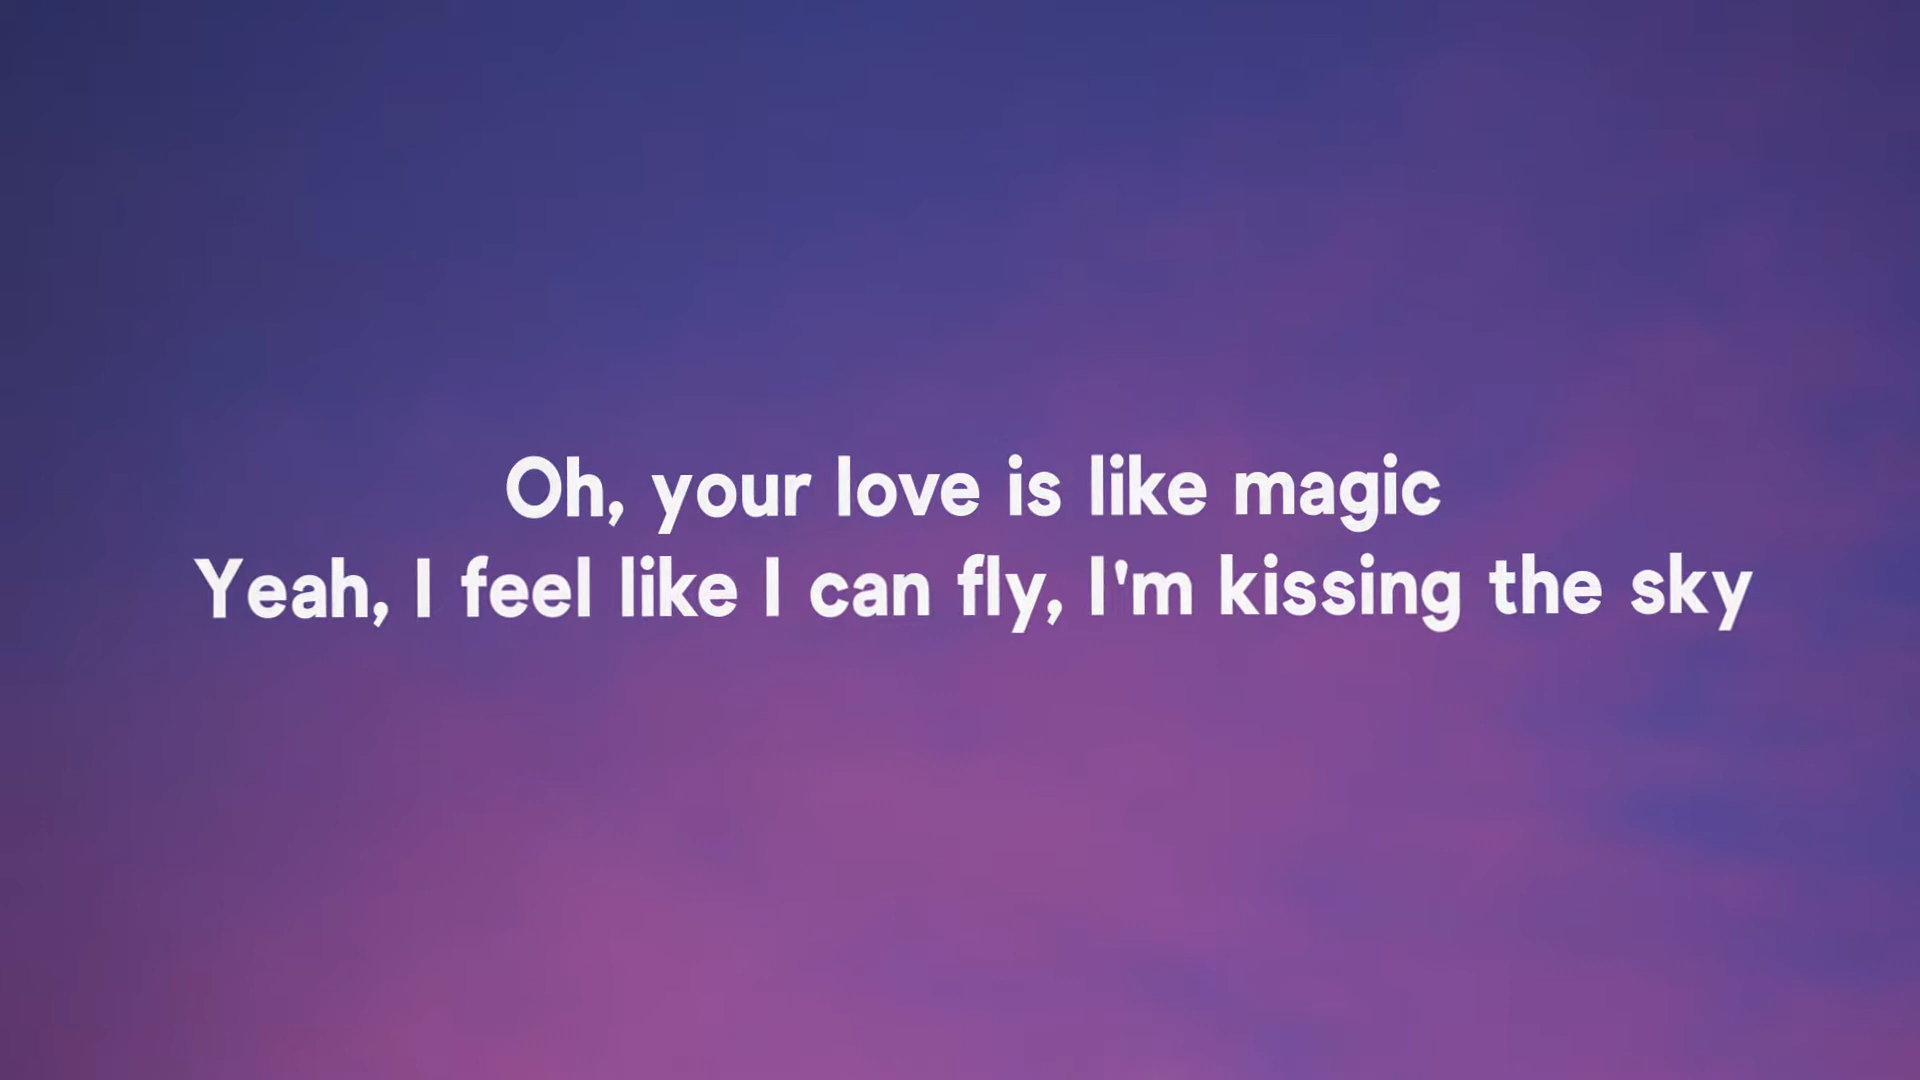 Oh, your love is like magic
Yeah, I feel like I can fly, I'm kissing the sky